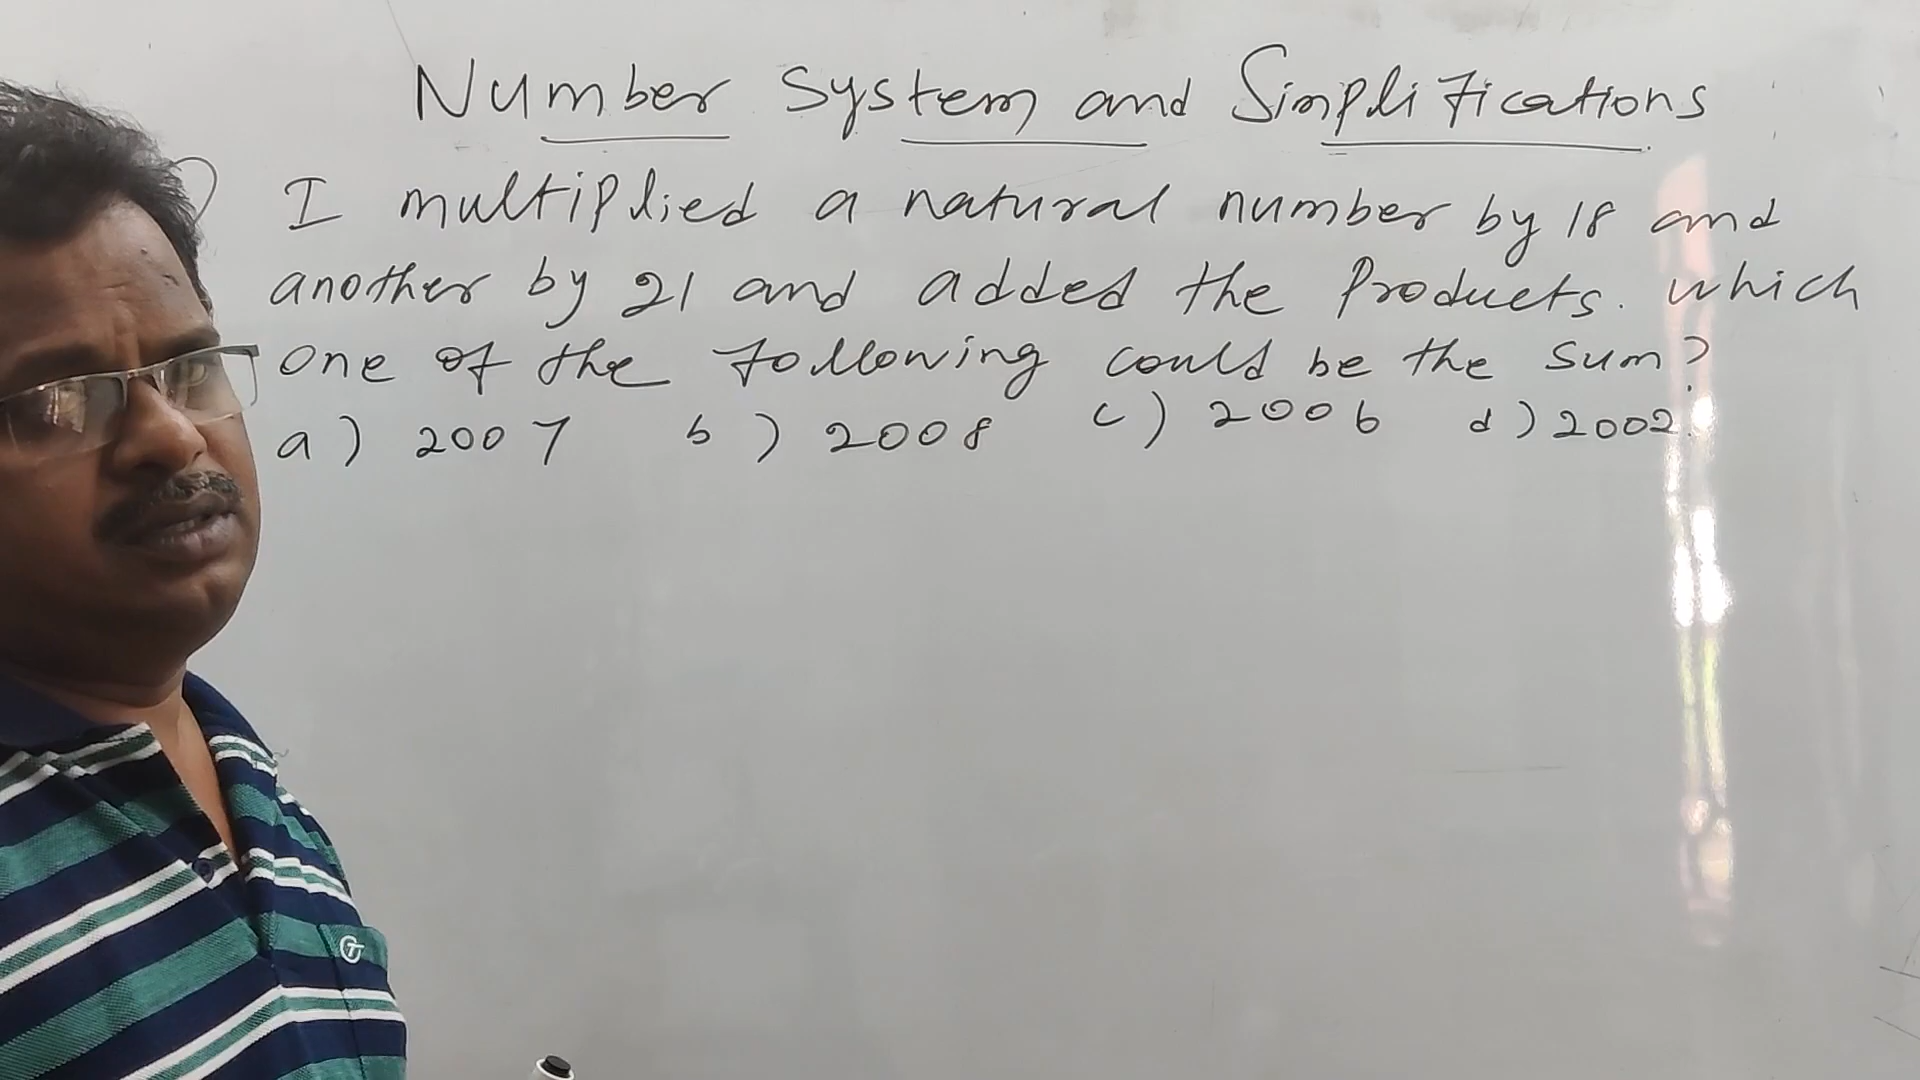 Number System and Simplifications
I multiplied a natural number by 18 and
another by 21 and added the Products. which
one of the following could be the sum?
a) 2007 b) 2008 c) 2006 d) 2002